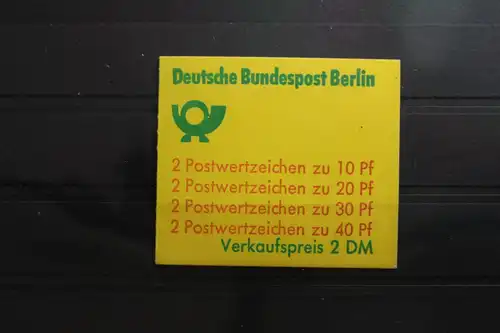 Deutsche Bundespost Berlin
2 Postwertzeichen zu 10 Pf
2 Postwertzeichen zu 20 Pf
2 Postwertzeichen zu 30 Pf
2 Postwertzeichen zu 40 Pf
Verkaufspreis 2 DM